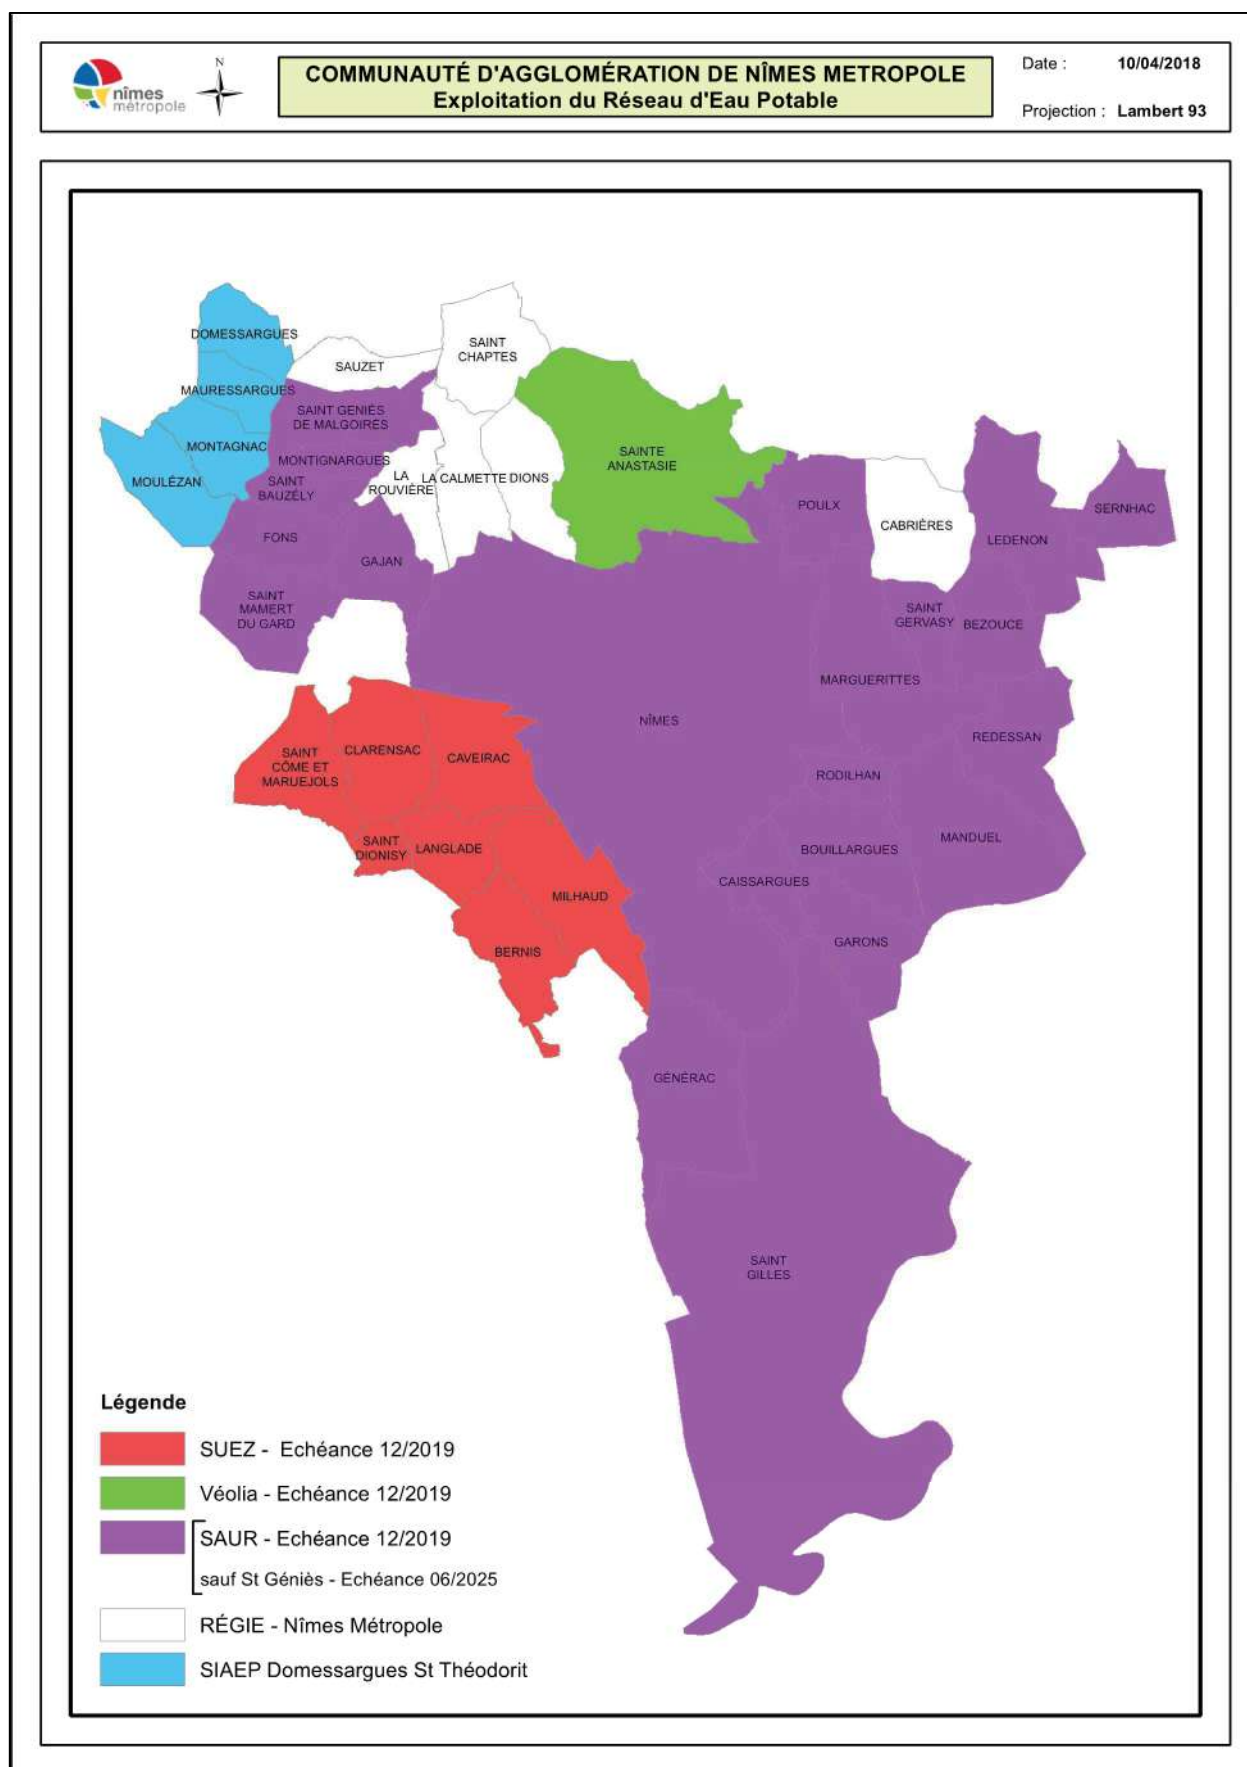 nîmes
métropole
N
COMMUNAUTÉ D'AGGLOMÉRATION DE NÎMES METROPOLE
Exploitation du Réseau d'Eau Potable
Date : 10/04/2018
Projection : Lambert 93
DOMESSARGUES
SAUZET
SAINT
CHAPTES
MAURESSARGUES
SAINT GENIÈS
DE MALGOIRÈS
MONTAGNAC
MOULÉZAN
MONTIGNARGUES
SAINT
BAUZÉLY
LA
ROUVIÈRE
LA CALMETTE
DIONS
SAINTE
ANASTASIE
POULX
CABRIÈRES
SERNHAC
LEDENON
FONS
GAJAN
SAINT
MAMERT
DU GARD
SAINT
GERVASY
BEZOUCE
MARGUERITTES
NÎMES
REDESSAN
SAINT
CÔME ET
MARUEJOLS
CLARENSAC
CAVEIRAC
RODILHAN
SAINT
DIONISY
LANGLADE
BOUILLARGUES
MANDUEL
CAISSARGUES
MILHAUD
BERNIS
GARONS
GÉNÉRAC
SAINT
GILLES
Légende
SUEZ - Echéance 12/2019
Véolia - Echéance 12/2019
SAUR - Echéance 12/2019
sauf St Géniès - Echéance 06/2025
RÉGIE - Nîmes Métropole
SIAEP Domessargues St Théodorit